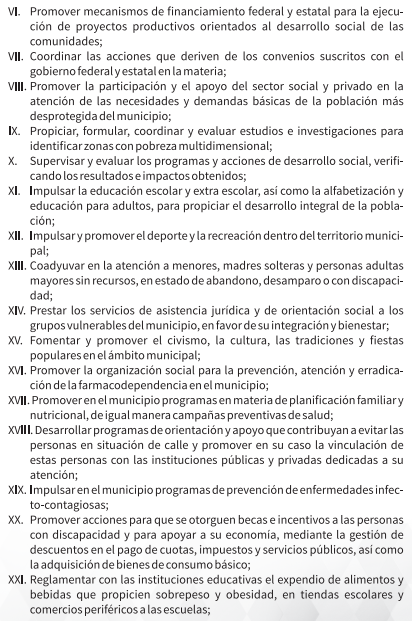 VI. Promover mecanismos de financiamiento federal y estatal para la ejecu-
ción de proyectos productivos orientados al desarrollo social de las
comunidades;
VII. Coordinar las acciones que deriven de los convenios suscritos con el
gobierno federal y estatal en la materia;
VIII. Promover la participación y el apoyo del sector social y privado en la
atención de las necesidades y demandas básicas de la población más
desprotegida del municipio;
IX. Propiciar, formular, coordinar y evaluar estudios e investigaciones para
identificar zonas con pobreza multidimensional;
X. Supervisar y evaluar los programas y acciones de desarrollo social, verifi-
cando los resultados e impactos obtenidos;
XI. Impulsar la educación escolar y extra escolar, así como la alfabetización y
educación para adultos, para propiciar el desarrollo integral de la pobla-
ción;
XII. Impulsar y promover el deporte y la recreación dentro del territorio munici-
pal;
XIII. Coadyuvar en la atención a menores, madres solteras y personas adultas
mayores sin recursos, en estado de abandono, desamparo o con discapaci-
dad;
XIV. Prestar los servicios de asistencia jurídica y de orientación social a los
grupos vulnerables del municipio, en favor de su integración y bienestar;
XV. Fomentar y promover el civismo, la cultura, las tradiciones y fiestas
populares en el ámbito municipal;
XVI. Promover la organización social para la prevención, atención y erradica-
ción de la farmacodependencia en el municipio;
XVII. Promover en el municipio programas en materia de planificación familiar y
nutricional, de igual manera campañas preventivas de salud;
XVIII. Desarrollar programas de orientación y apoyo que contribuyan a evitar las
personas en situación de calle y promover en su caso la vinculación de
estas personas con las instituciones públicas y privadas dedicadas a su
atención;
XIX. Impulsar en el municipio programas de prevención de enfermedades infec-
to-contagiosas;
XX. Promover acciones para que se otorguen becas e incentivos a las personas
con discapacidad y para apoyar a su economía, mediante la gestión de
descuentos en el pago de cuotas, impuestos y servicios públicos, así como
la adquisición de bienes de consumo básico;
XXI. Reglamentar con las instituciones educativas el expendio de alimentos y
bebidas que propicien sobrepeso y obesidad, en tiendas escolares y
comercios periféricos a las escuelas;